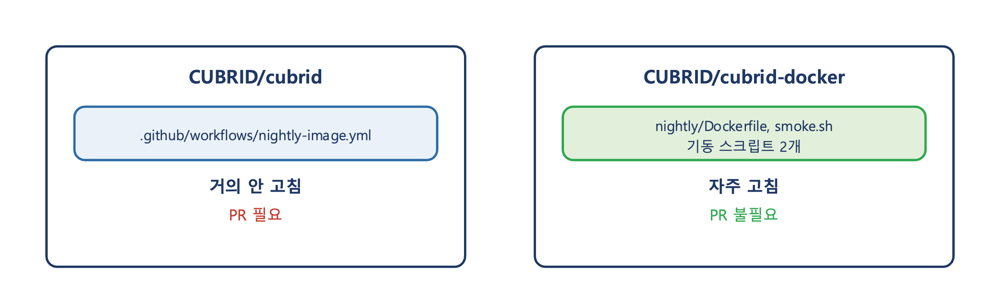 CUBRID/cubrid
.github/workflows/nightly-image.yml
거의 안 고침
PR 필요
CUBRID/cubrid-docker
nightly/Dockerfile, smoke.sh
기동 스크립트 2개
자주 고침
PR 불필요